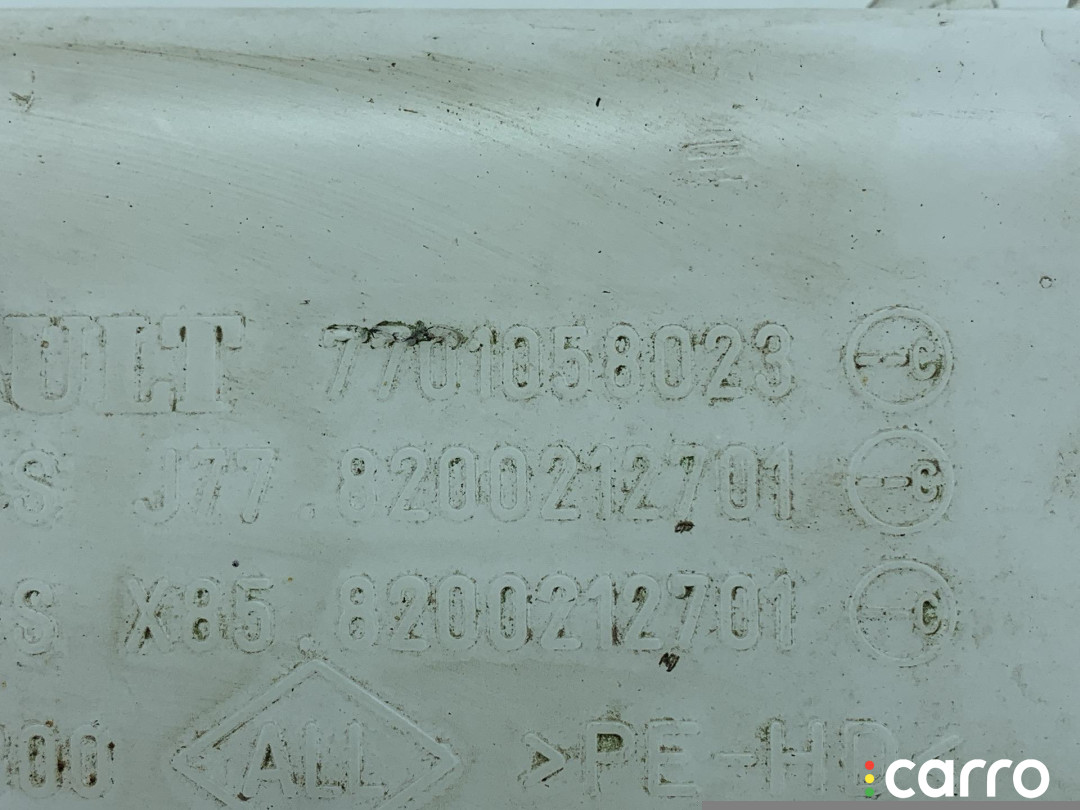 ULT 7701058023 -C
S J77.8200212701 -C
S X85.8200212701 -C
00 ALL >PE-HD<
carro